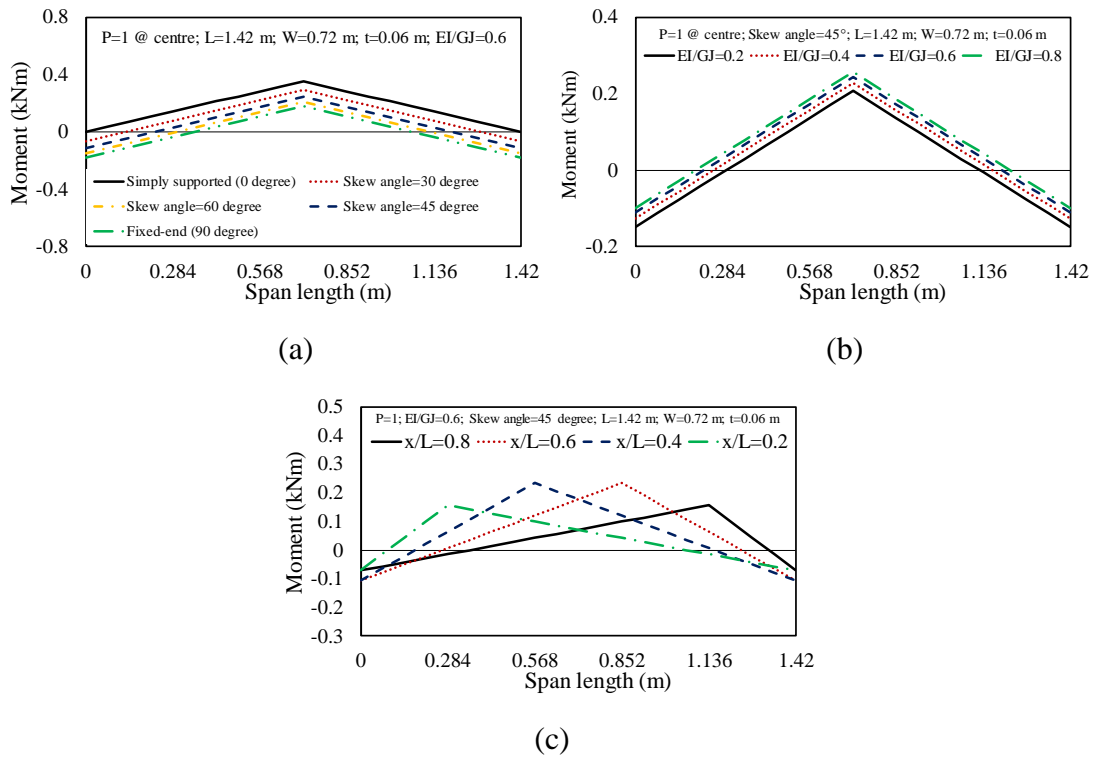 P=1 @ centre; L=1.42 m; W=0.72 m; t=0.06 m; EI/GJ=0.6
Moment (kNm)
0.8
0.4
0
-0.4
-0.8
Simply supported (0 degree) Skew angle=30 degree
Skew angle=60 degree Skew angle=45 degree
Fixed-end (90 degree)
0 0.284 0.568 0.852 1.136 1.42
Span length (m)
(a)
P=1 @ centre; Skew angle=45°; L=1.42 m; W=0.72 m; t=0.06 m
EI/GJ=0.2 EI/GJ=0.4 EI/GJ=0.6 EI/GJ=0.8
Moment (kNm)
0.4
0.2
0
-0.2
0 0.284 0.568 0.852 1.136 1.42
Span length (m)
(b)
P=1; EI/GJ=0.6; Skew angle=45 degree; L=1.42 m; W=0.72 m; t=0.06 m
x/L=0.8 x/L=0.6 x/L=0.4 x/L=0.2
Moment (kNm)
0.5
0.4
0.3
0.2
0.1
0
-0.1
-0.2
-0.3
0 0.284 0.568 0.852 1.136 1.42
Span length (m)
(c)